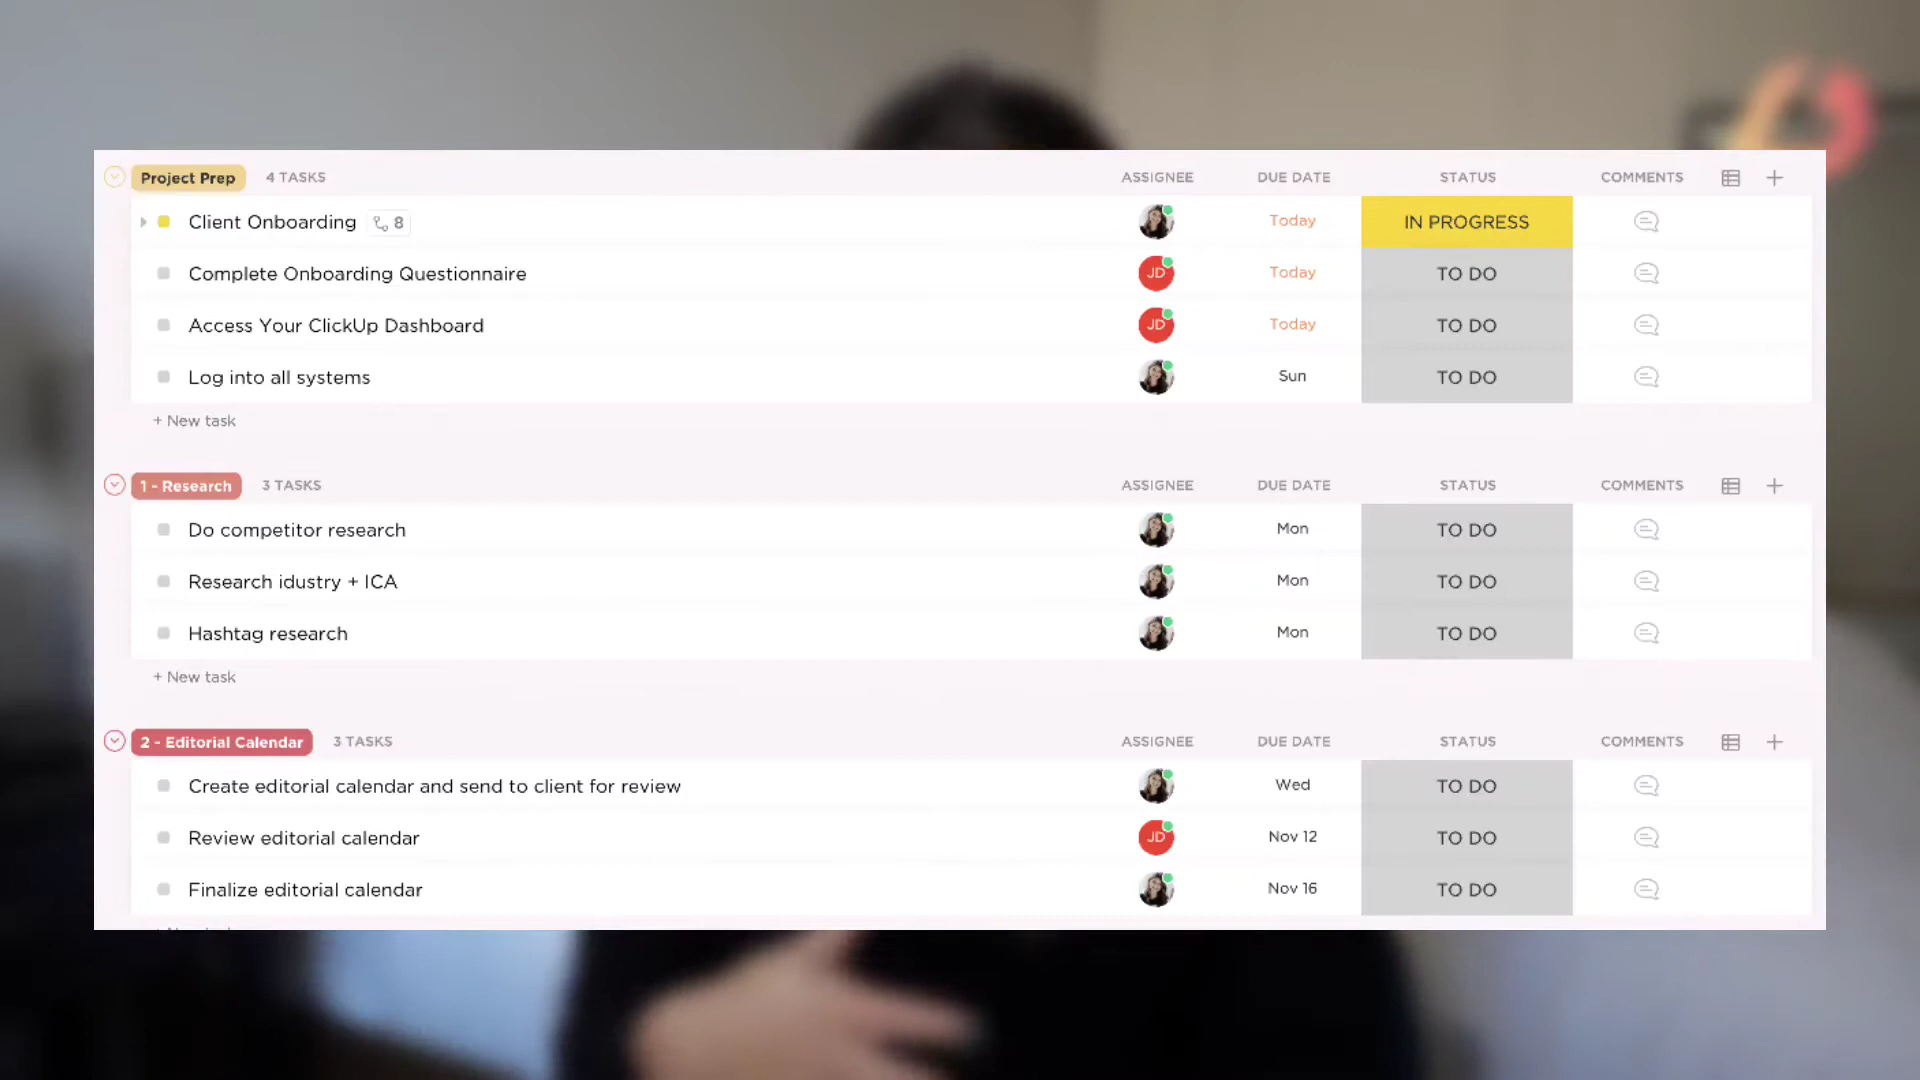 Project Prep 4 TASKS ASSIGNEE DUE DATE STATUS COMMENTS
Client Onboarding 8 Today IN PROGRESS
Complete Onboarding Questionnaire JD Today TO DO
Access Your ClickUp Dashboard JD Today TO DO
Log into all systems Sun TO DO
+ New task
1 - Research 3 TASKS ASSIGNEE DUE DATE STATUS COMMENTS
Do competitor research Mon TO DO
Research idustry + ICA Mon TO DO
Hashtag research Mon TO DO
+ New task
2 - Editorial Calendar 3 TASKS ASSIGNEE DUE DATE STATUS COMMENTS
Create editorial calendar and send to client for review Wed TO DO
Review editorial calendar JD Nov 12 TO DO
Finalize editorial calendar Nov 16 TO DO